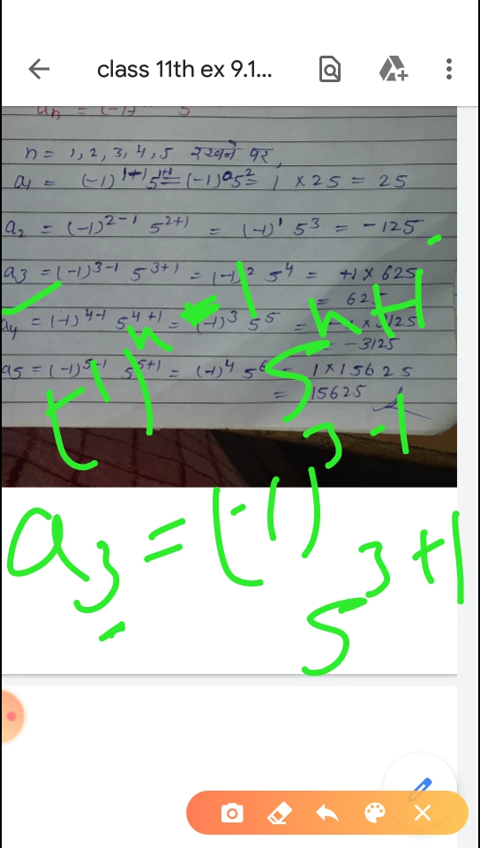 class 11th ex 9.1...
n = 1, 2, 3, 4, 5 रखने पर,
a₁ = (-1)¹⁺¹ 5¹⁺¹ = (-1)⁰ 5² = 1 × 25 = 25
a₂ = (-1)²⁻¹ 5²⁺¹ = (-1)¹ 5³ = -125
a₃ = (-1)³⁻¹ 5³⁺¹ = (-1)² 5⁴ = +1 × 625
= 625
a₄ = (-1)⁴⁺ 5⁴⁺¹ = (-1)³ 5⁵ =
= -3125
a₅ = (-1)⁵⁻¹ 5⁵⁺¹ = (-1)⁴ 5⁶ = 1 × 15625
= 15625
(-1)ⁿ⁻¹ 5ⁿ⁺¹
a₃ = (-1)³⁻¹ 5³⁺¹